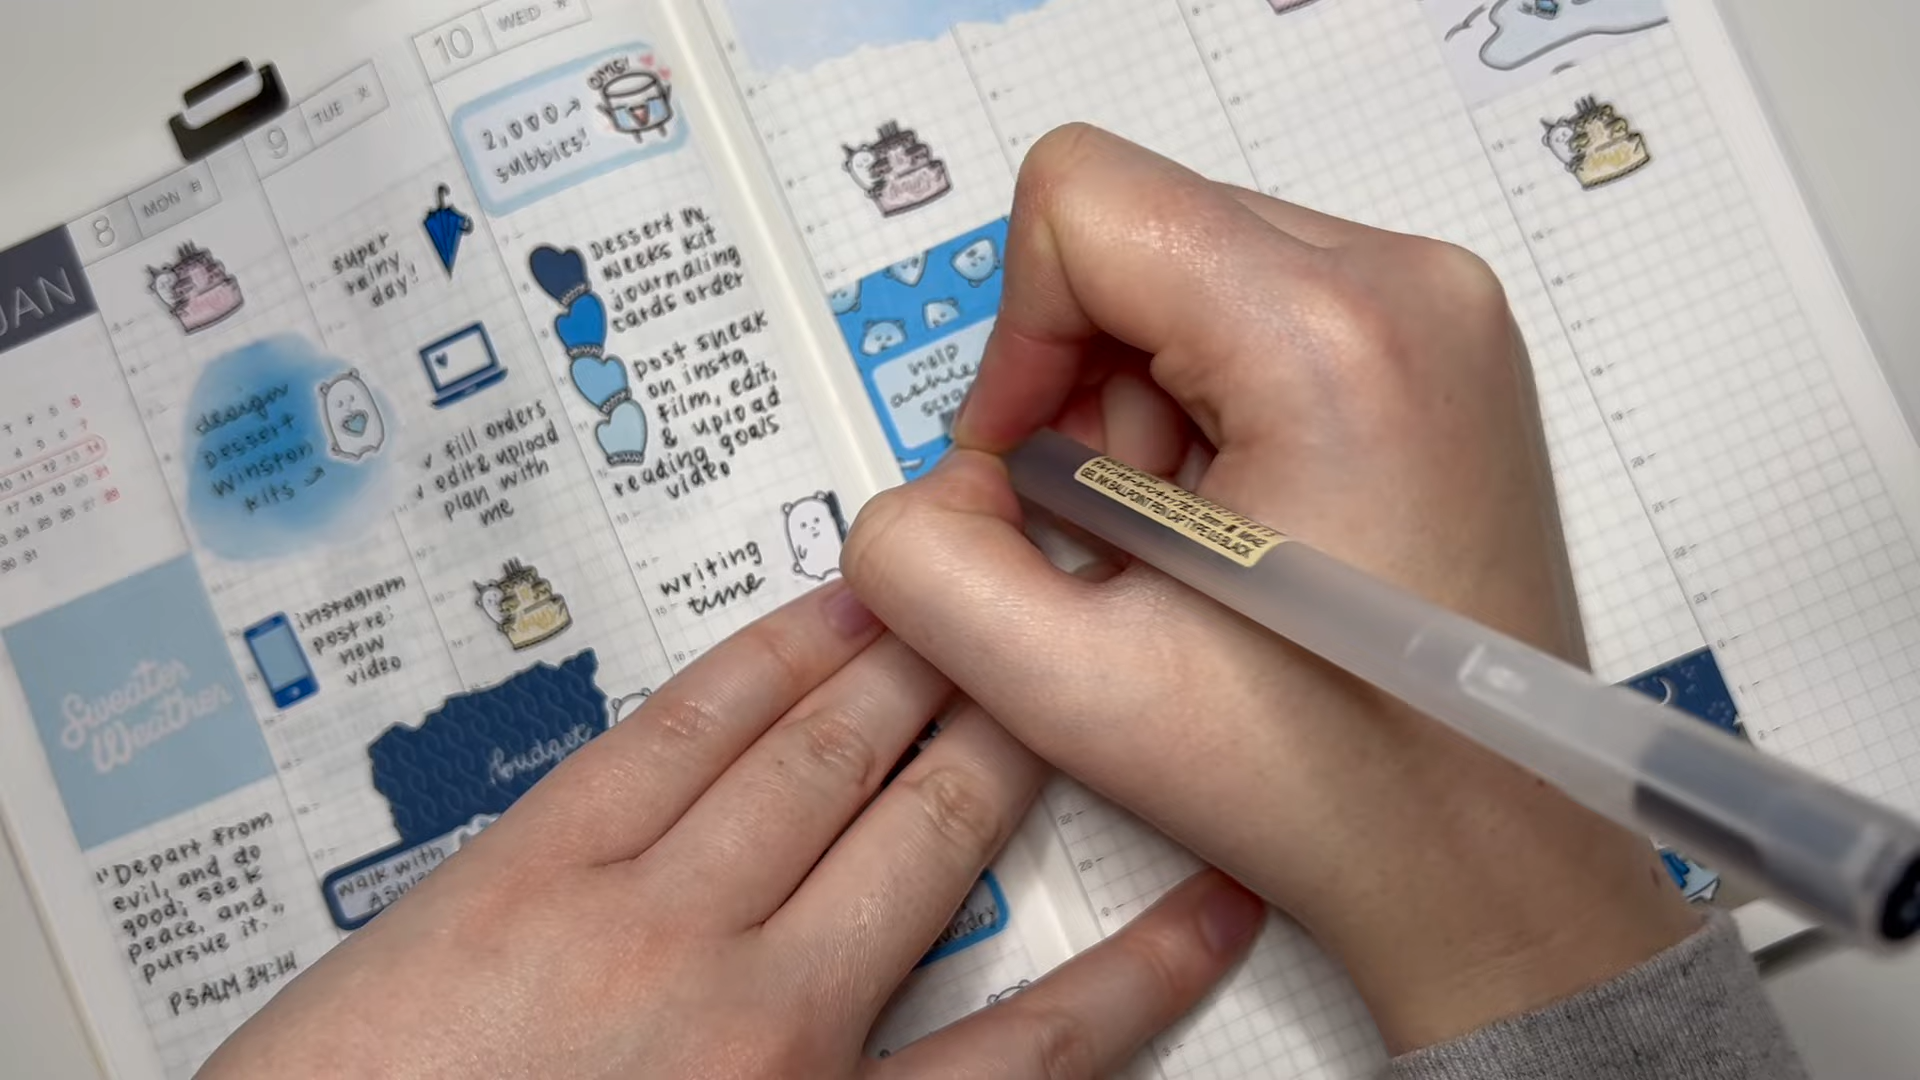 JAN
8
MON
9
TUE
10
WED
design
Dessert
Winston
kits
instagram
post re:
new
video
Sweater
Weather
"Depart from
evil, and do
good; seek
peace, and
pursue it."
PSALM 34:14
super
rainy
day!
✓ fill orders
✓ edit & upload
plan with
me
budget
walk with
2,000
subbies!
OMG!
Dessert
weeks kit
journaling
cards order
post sneak
on insta
film, edit,
& upload
reading goals
video
writing
time
help
GEL INK BALLPOINT PEN CAP TYPE 0.5 BLACK